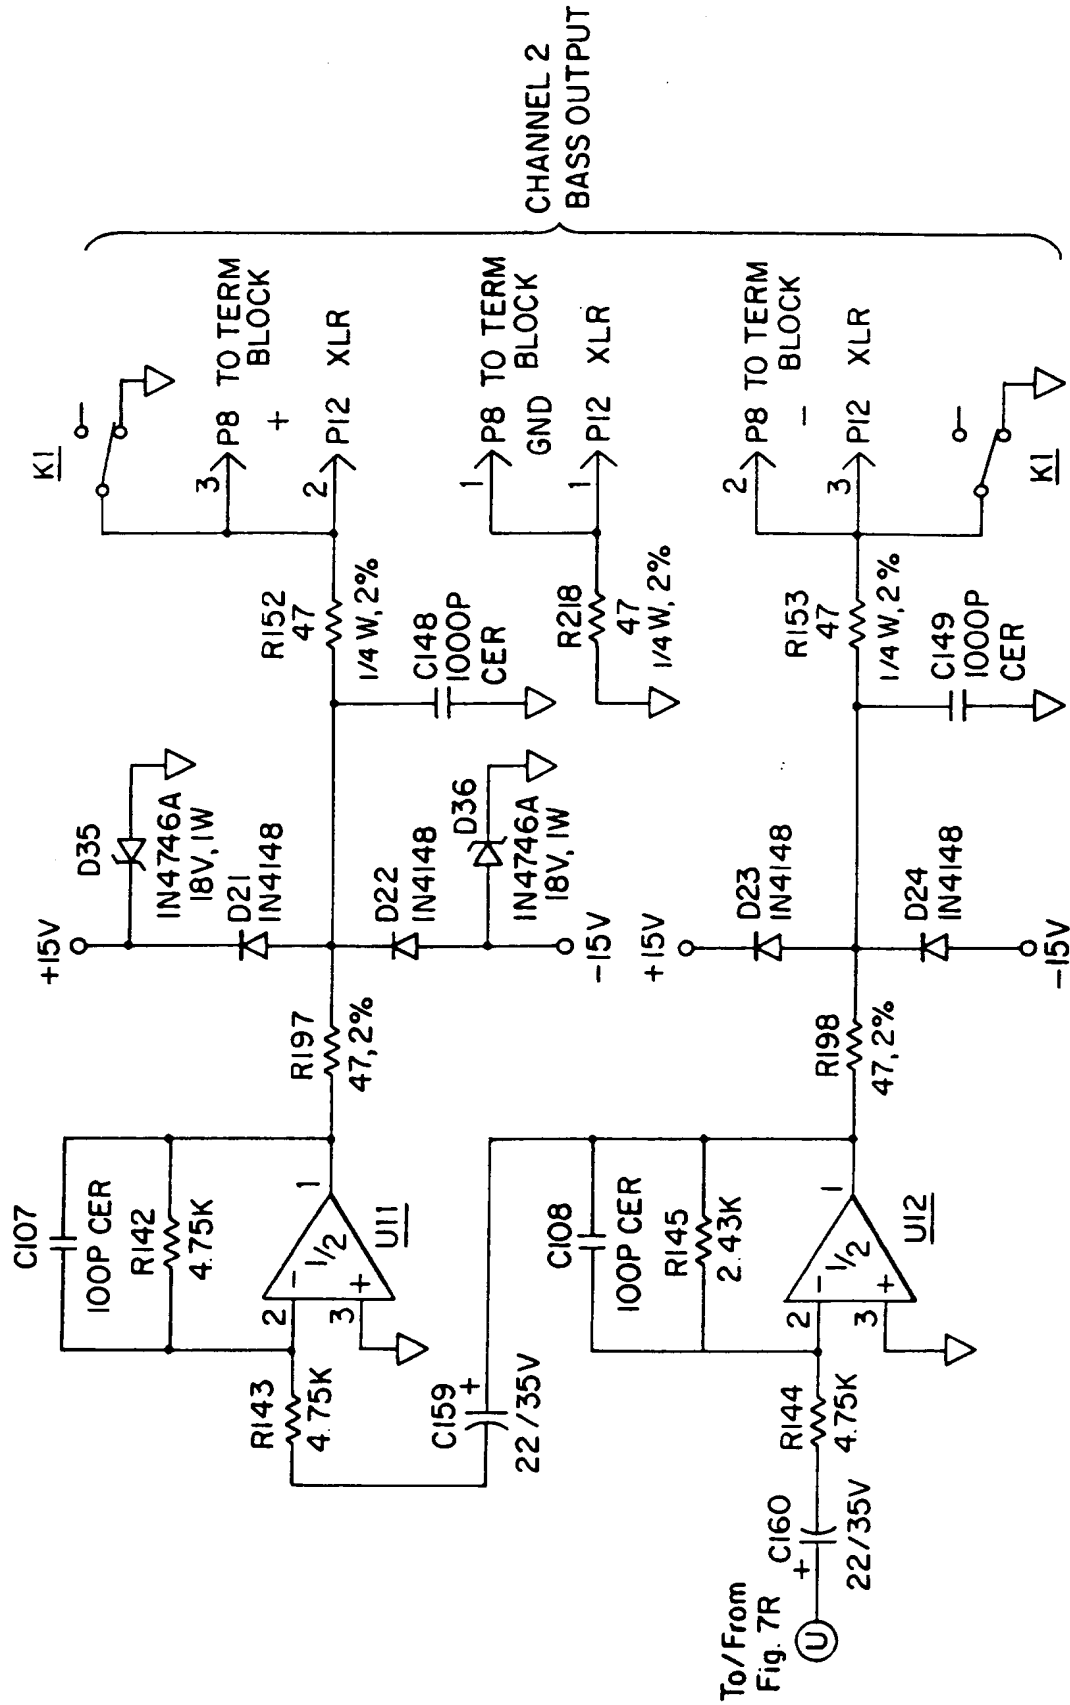 C107
100P CER
R142
4.75K
R143
4.75K
2
3
−
+
1/2
1
U11
R197
47, 2%
+15V
D35
1N4746A
18V, 1W
D21
1N4148
D22
1N4148
D36
1N4746A
18V, 1W
−15V
C148
1000P
CER
R152
47
1/4 W, 2%
K1
3
P8 TO TERM
BLOCK
+
2
P12 XLR
1
P8 TO TERM
GND BLOCK
1
P12 XLR
R218
47
1/4 W, 2%
CHANNEL 2
BASS OUTPUT
C159
+
22/35V
C108
100P CER
R145
2.43K
To/From
Fig. 7R
U
+
C160
22/35V
R144
4.75K
2
3
−
+
1/2
1
U12
R198
47, 2%
+15V
D23
1N4148
D24
1N4148
−15V
C149
1000P
CER
R153
47
1/4 W, 2%
2
P8 TO TERM
BLOCK
−
3
P12 XLR
K1